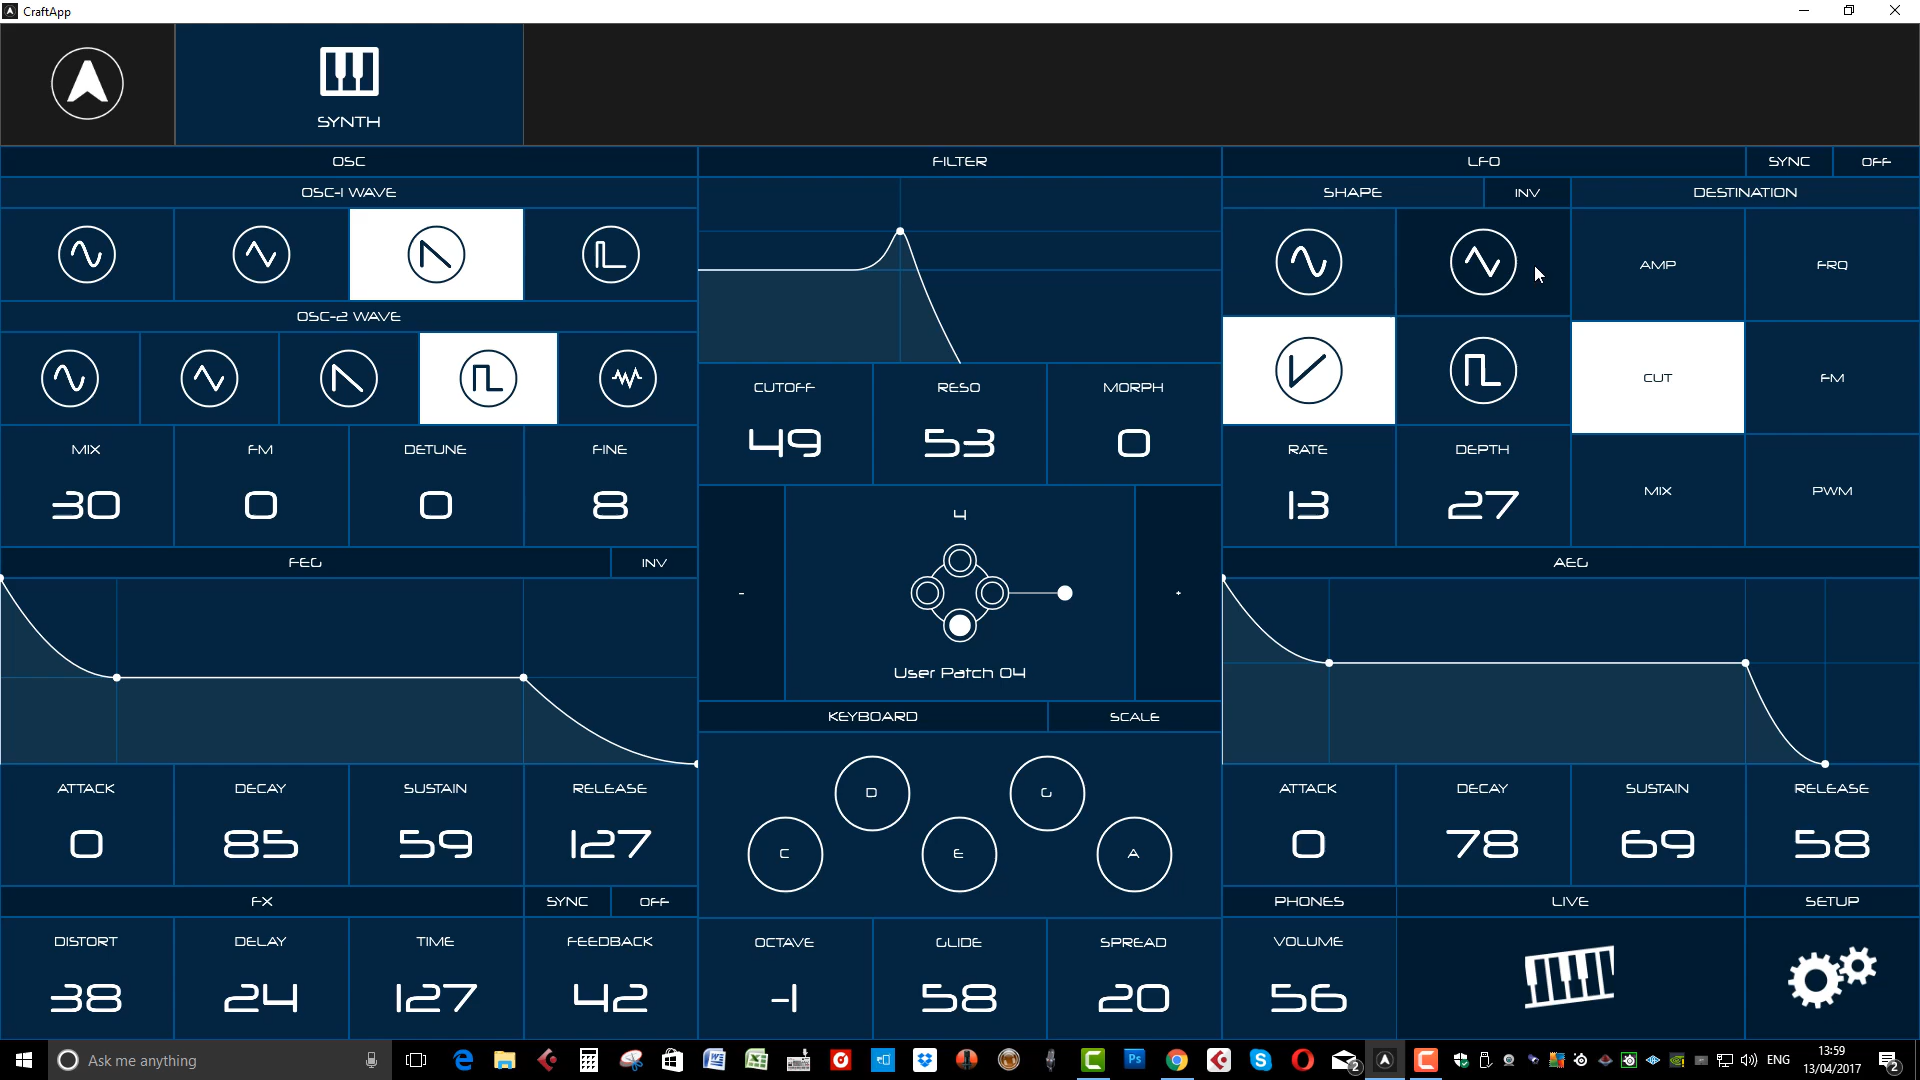 CraftApp
SYNTH
OSC
OSC-1 WAVE
OSC-2 WAVE
MIX FM DETUNE FINE
30 0 0 8
FEG INV
ATTACK DECAY SUSTAIN RELEASE
0 85 59 127
FX SYNC OFF
DISTORT DELAY TIME FEEDBACK
38 24 127 42
FILTER
CUTOFF RESO MORPH
49 53 0
4
- +
User Patch 04
KEYBOARD SCALE
D G
C E A
OCTAVE GLIDE SPREAD
-1 58 20
LFO SYNC OFF
SHAPE INV DESTINATION
AMP FRQ
CUT FM
RATE DEPTH
13 27
MIX PWM
AEG
ATTACK DECAY SUSTAIN RELEASE
0 78 69 58
PHONES LIVE SETUP
VOLUME
56
Ask me anything
2
ENG
13:59
13/04/2017
2